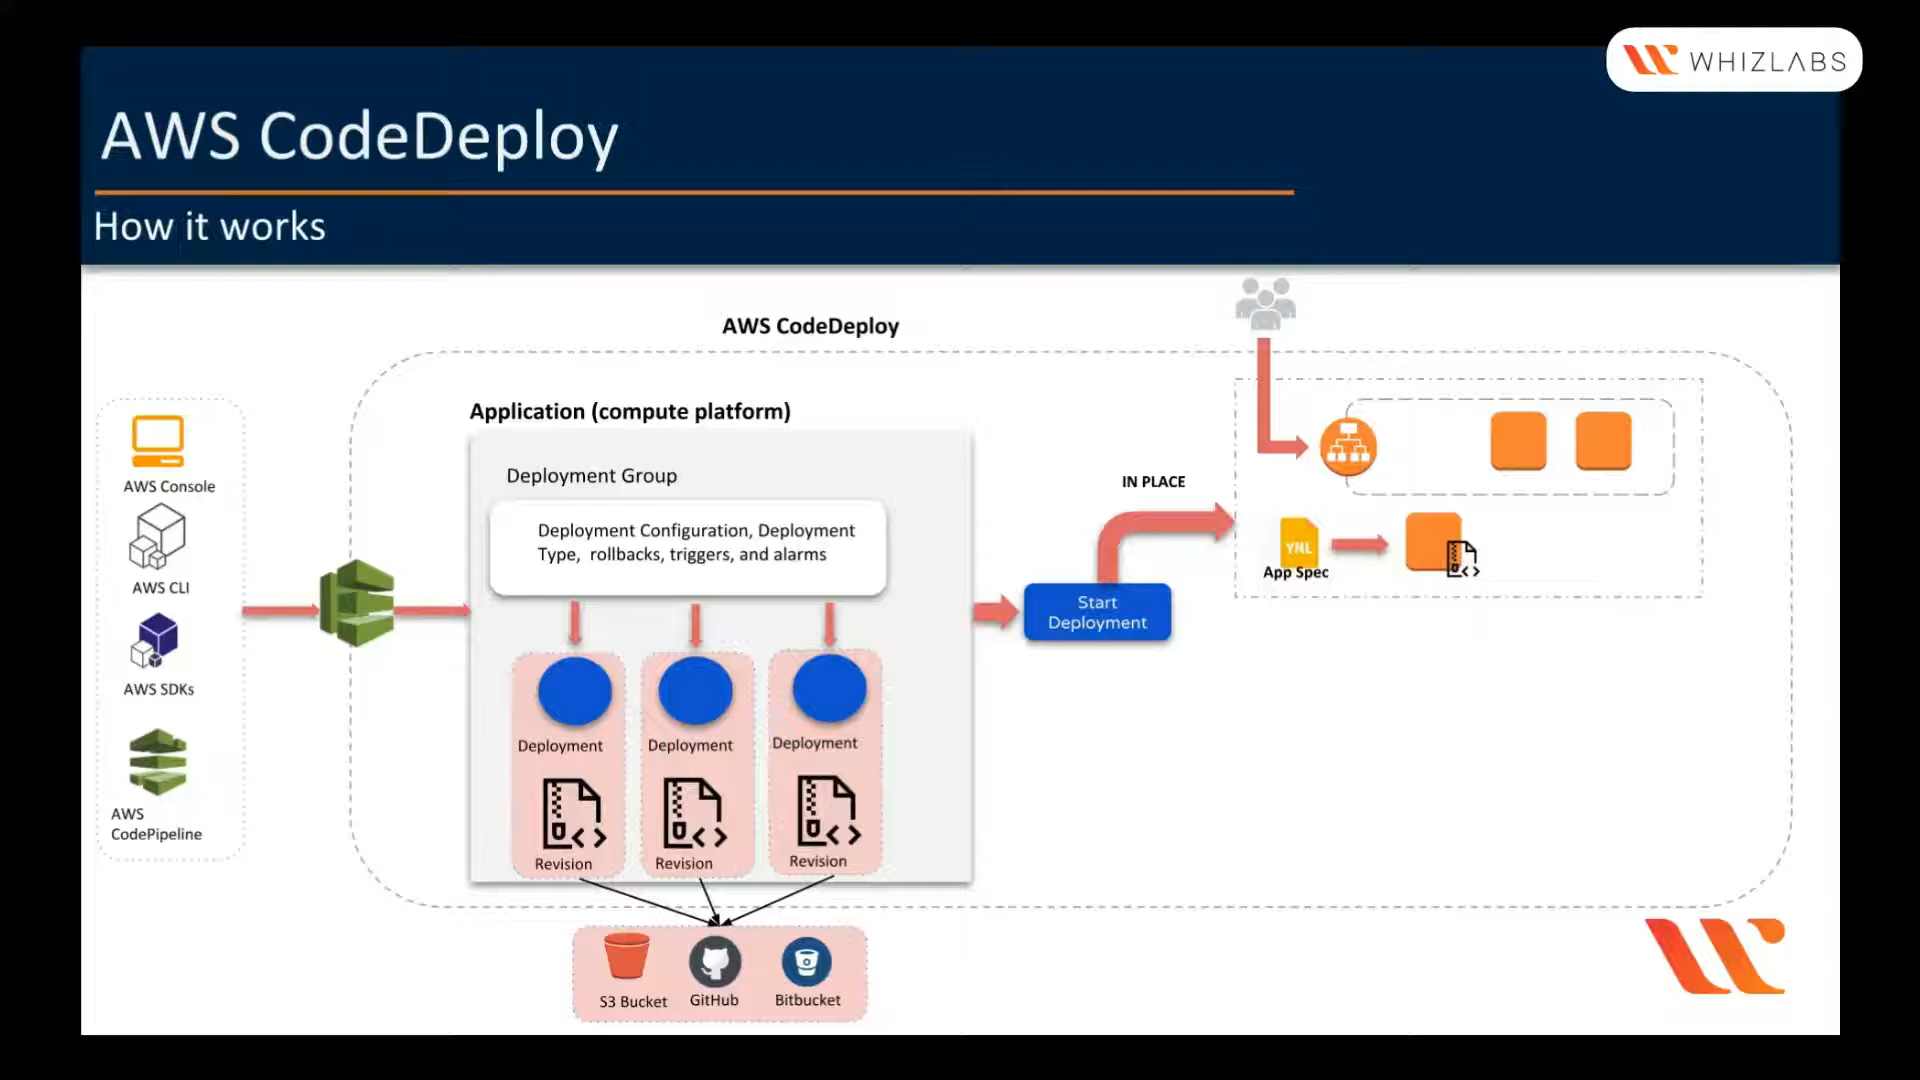 WHIZLABS
AWS CodeDeploy
How it works
AWS CodeDeploy
AWS Console
AWS CLI
AWS SDKs
AWS
CodePipeline
Application (compute platform)
Deployment Group
Deployment Configuration, Deployment
Type, rollbacks, triggers, and alarms
Deployment
Deployment
Deployment
Revision
Revision
Revision
S3 Bucket
GitHub
Bitbucket
Start
Deployment
IN PLACE
YML
App Spec